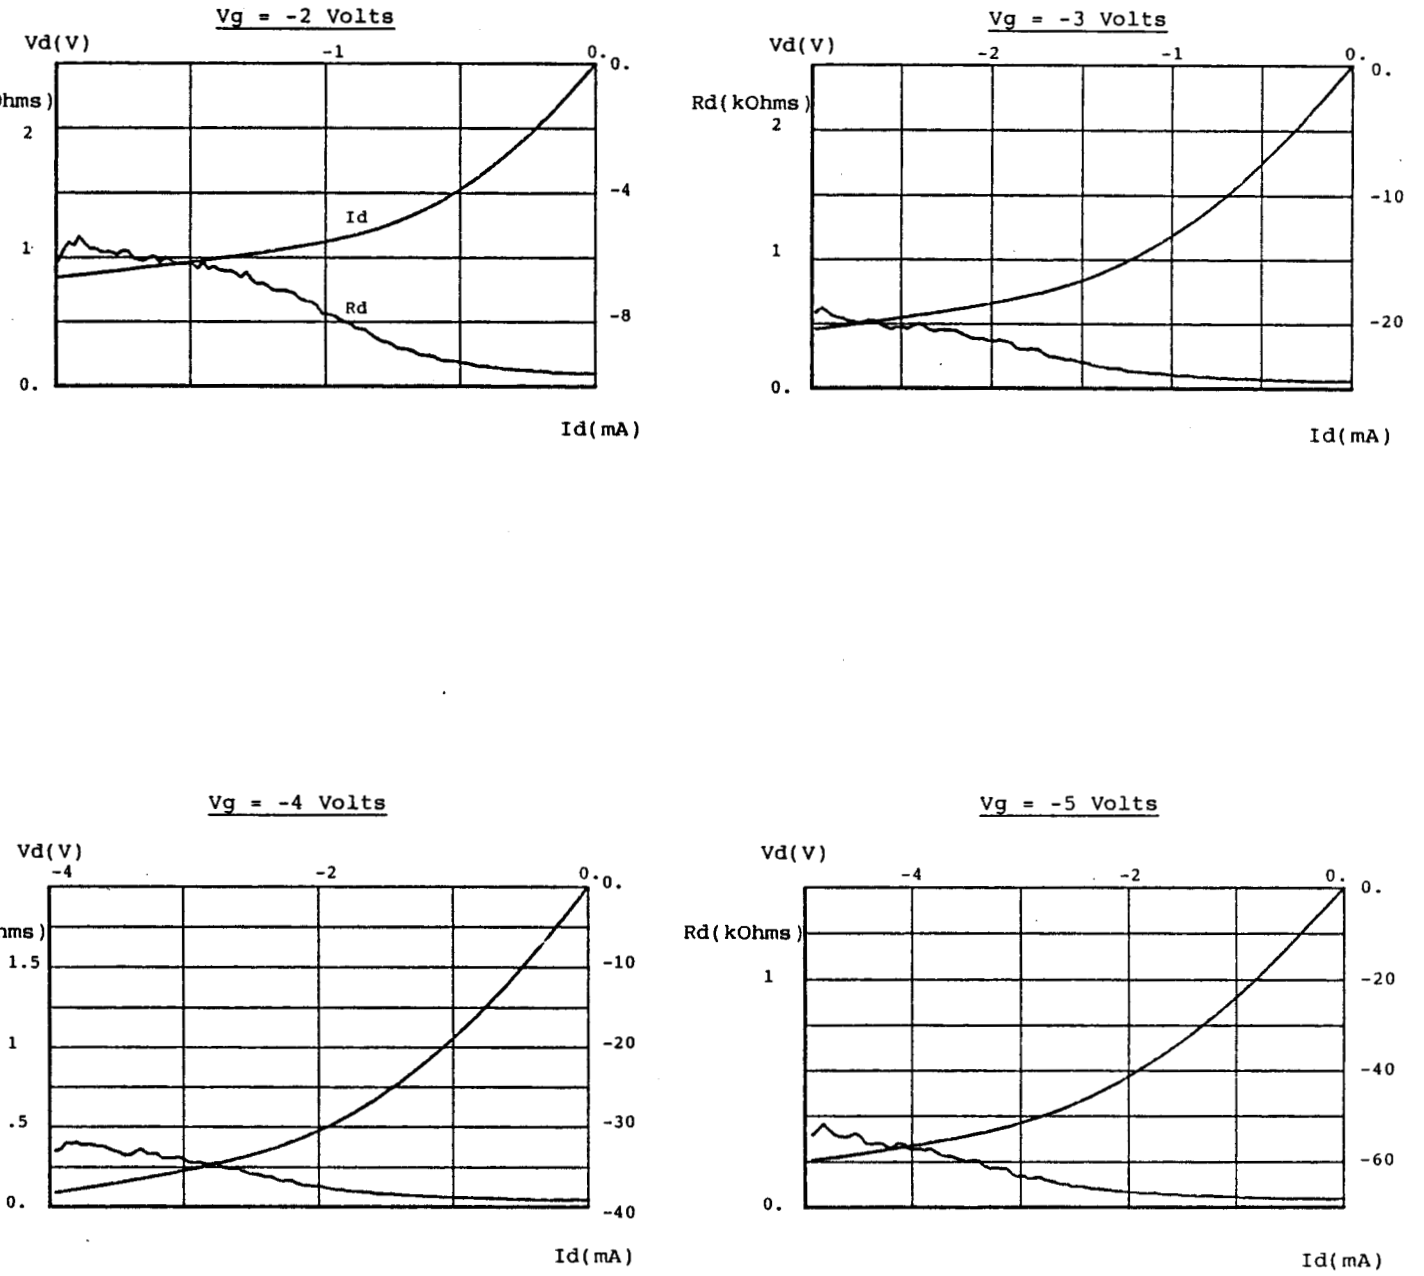 Vg = -2 Volts
Vd(V)
-1
0.
0.
Ohms)
2
-4
Id
1
Rd
-8
0.
Id(mA)
Vg = -3 Volts
Vd(V)
-2
-1
0.
0.
Rd(kOhms)
2
-10
1
-20
0.
Id(mA)
Vg = -4 Volts
Vd(V)
-4
-2
0.
0.
hms)
1.5
-10
1
-20
.5
-30
0.
-40
Id(mA)
Vg = -5 Volts
Vd(V)
-4
-2
0.
0.
Rd(kOhms)
1
-20
-40
-60
0.
Id(mA)